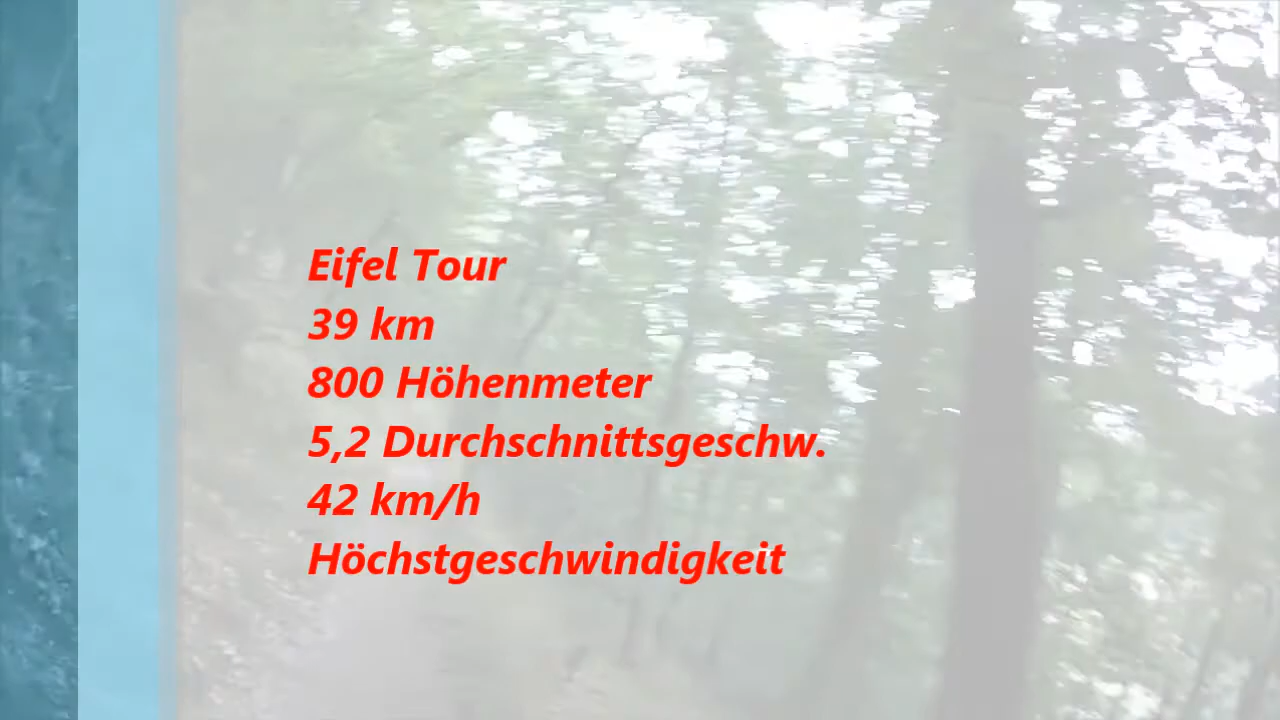 Eifel Tour
39 km
800 Höhenmeter
5,2 Durchschnittsgeschw.
42 km/h
Höchstgeschwindigkeit